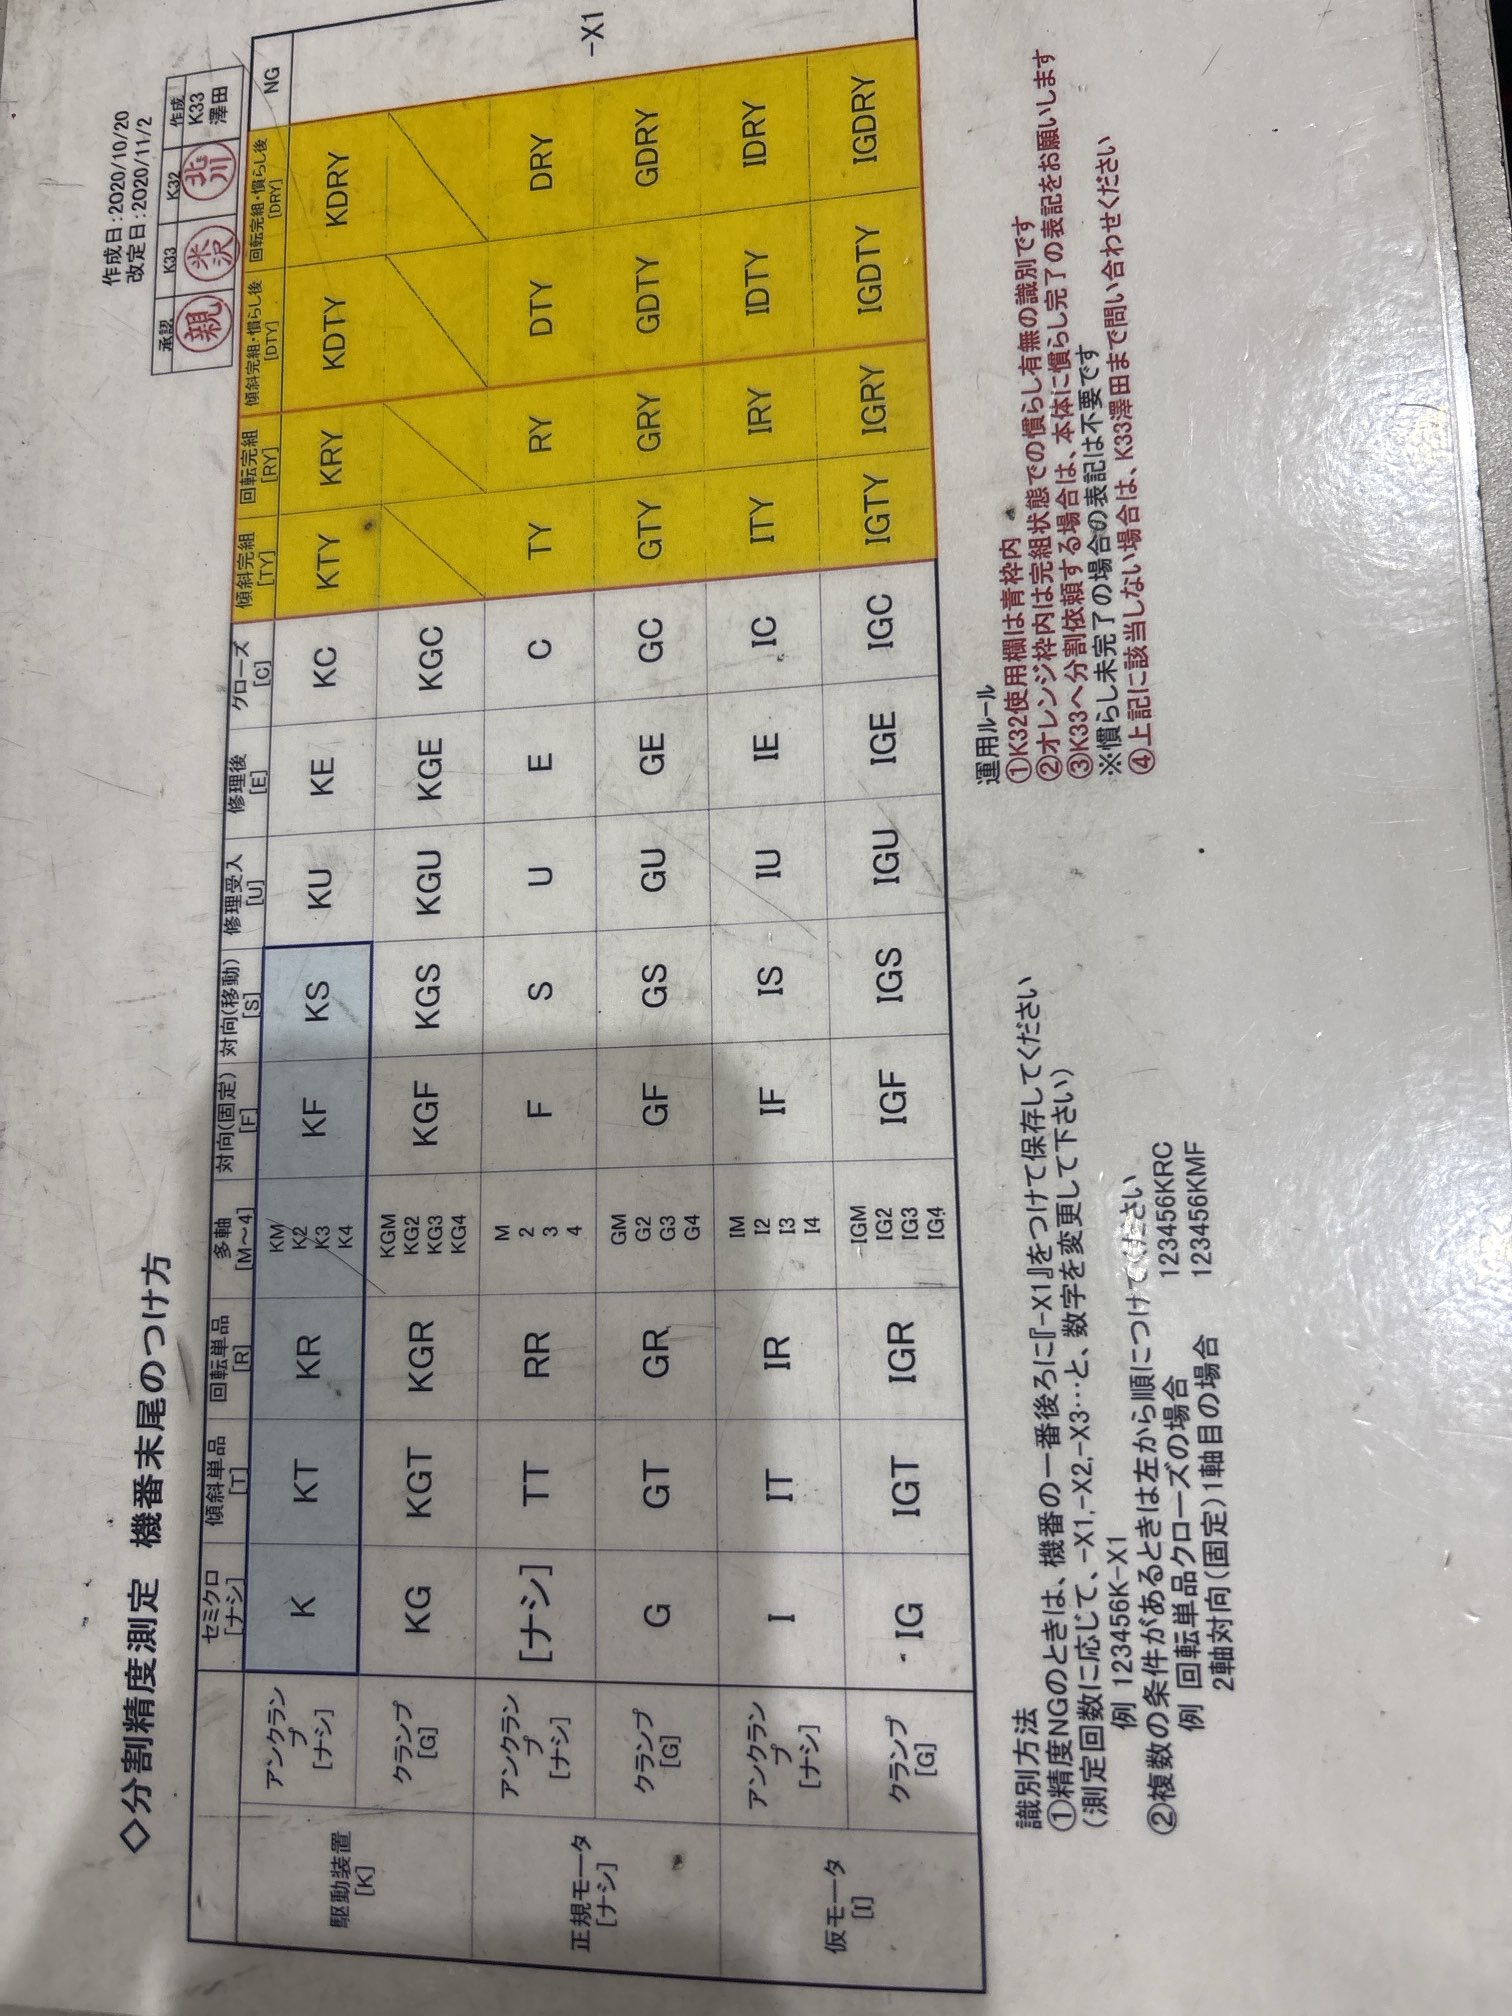 ◇分割精度測定　機番末尾のつけ方
作成日:2020/10/20
改定日:2020/11/2
承認 K33 K32 作成
親 米沢 北川 K33 澤田
セミクロ [ナシ] 傾斜単品 [T] 回転単品 [R] 多軸 [M～4] 対向(固定) [F] 対向(移動) [S] 修理受入 [U] 修理後 [E] クローズ [C] 傾斜完組 [TY] 回転完組 [RY] 傾斜完組・慣らし後 [DTY] 回転完組・慣らし後 [DRY] NG
駆動装置 [K] アンクランプ [ナシ] K KT KR KM K2 K3 K4 KF KS KU KE KC KTY KRY KDTY KDRY -X1
クランプ [G] KG KGT KGR KGM KG2 KG3 KG4 KGF KGS KGU KGE KGC
正規モータ [ナシ] アンクランプ [ナシ] [ナシ] TT RR M 2 3 4 F S U E C TY RY DTY DRY
クランプ [G] G GT GR GM G2 G3 G4 GF GS GU GE GC GTY GRY GDTY GDRY
仮モータ [I] アンクランプ [ナシ] I IT IR IM I2 I3 I4 IF IS IU IE IC ITY IRY IDTY IDRY
クランプ [G] IG IGT IGR IGM IG2 IG3 IG4 IGF IGS IGU IGE IGC IGTY IGRY IGDTY IGDRY
識別方法
①精度NGのときは、機番の一番後ろに『-X1』をつけて保存してください
(測定回数に応じて、-X1,-X2,-X3…と、数字を変更して下さい)
例 123456K-X1
②複数の条件があるときは左から順につけてください
例 回転単品クローズの場合 123456KRC
2軸対向(固定)1軸目の場合 123456KMF
運用ルール
①K32使用欄は青枠内
②オレンジ枠内は完組状態での慣らし有無の識別です
③K33へ分割依頼する場合は、本体に慣らし完了の表記をお願いします
※慣らし未完了の場合の表記は不要です
④上記に該当しない場合は、K33澤田まで問い合わせください